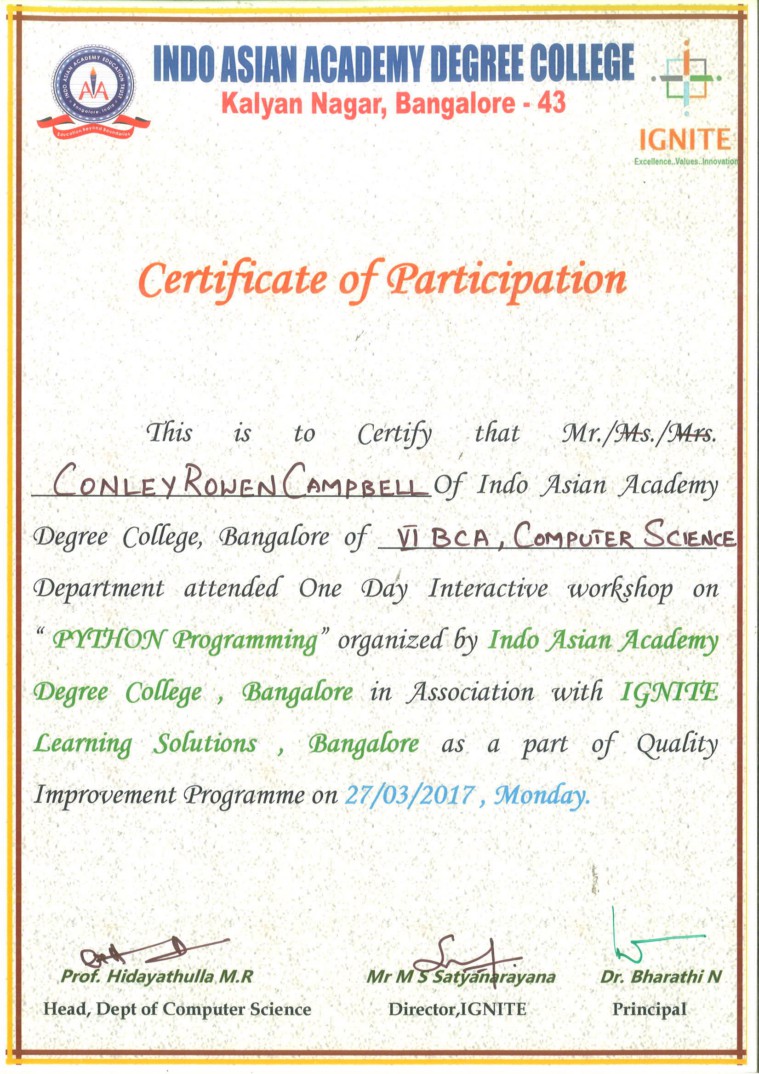 INDO ASIAN ACADEMY DEGREE COLLEGE
Kalyan Nagar, Bangalore - 43
INDO ASIAN ACADEMY EDUCATION TRUST
AAA
Bangalore, India
Education Beyond Boundaries
IGNITE
Excellence..Values..Innovation
Certificate of Participation
This is to Certify that Mr./Ms./Mrs.
CONLEY ROWEN CAMPBELL Of Indo Asian Academy
Degree College, Bangalore of VI BCA, COMPUTER SCIENCE
Department attended One Day Interactive workshop on
“ PYTHON Programming” organized by Indo Asian Academy
Degree College , Bangalore in Association with IGNITE
Learning Solutions , Bangalore as a part of Quality
Improvement Programme on 27/03/2017 , Monday.
Prof. Hidayathulla M.R
Head, Dept of Computer Science
Mr M S Satyanarayana
Director,IGNITE
Dr. Bharathi N
Principal